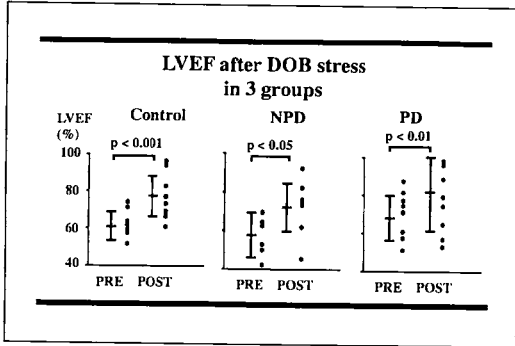 LVEF after DOB stress
in 3 groups
LVEF
(%)
Control
NPD
PD
p < 0.001
p < 0.05
p < 0.01
100
80
60
40
PRE
POST
PRE
POST
PRE
POST